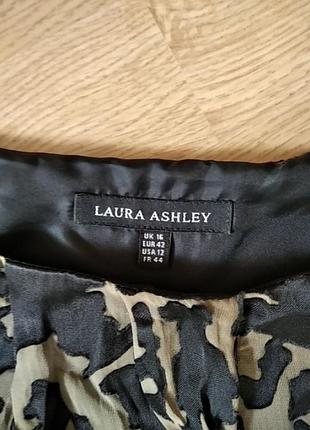 LAURA ASHLEY
UK 16
EUR 42
USA 12
FR 44